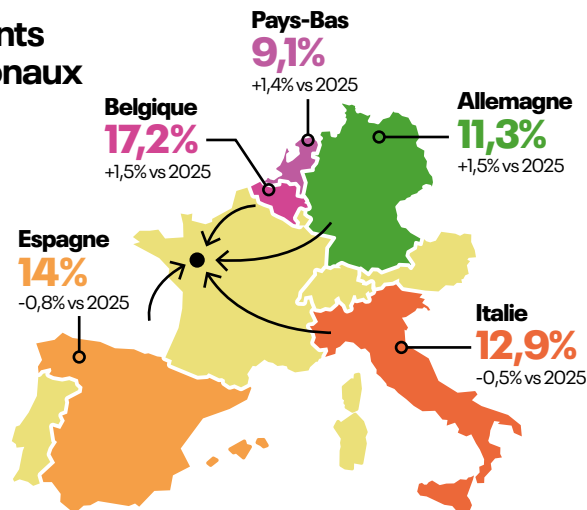 nts
onaux
Pays-Bas
9,1%
+1,4% vs 2025
Belgique
17,2%
+1,5% vs 2025
Allemagne
11,3%
+1,5% vs 2025
Espagne
14%
-0,8% vs 2025
Italie
12,9%
-0,5% vs 2025